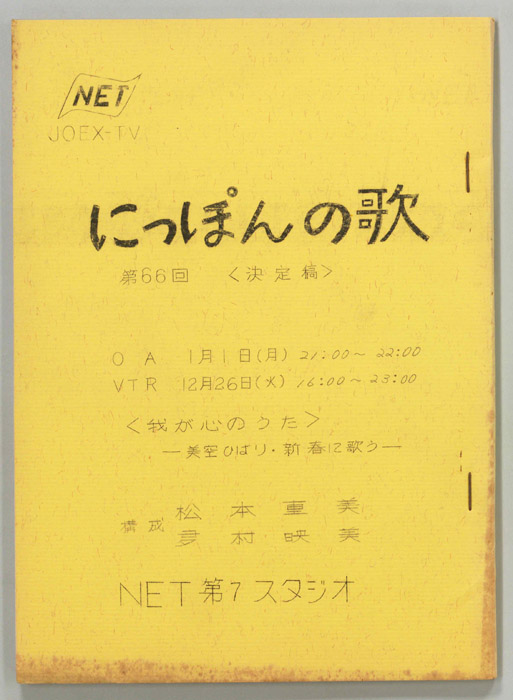 NET
JOEX-TV
にっぽんの歌
第66回 〈決定稿〉
OA 1月1日(月) 21:00〜22:00
VTR 12月26日(火) 16:00〜23:00
〈我が心のうた〉
―美空ひばり・新春に歌う―
構成 松本重美
多村映美
NET第7スタジオ